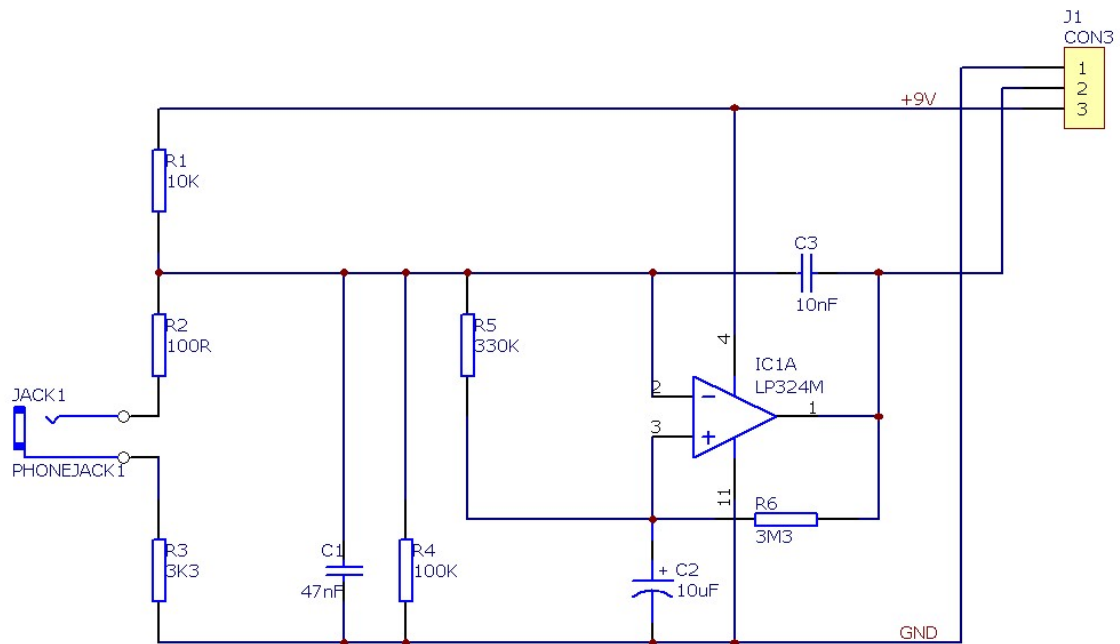 J1
CON3
1
2
3
+9V
R1
10K
C3
10nF
R2
100R
R5
330K
4
IC1A
LP324M
JACK1
2
1
3
PHONEJACK1
11
R6
3M3
R3
3K3
C1
47nF
R4
100K
+ C2
10uF
GND